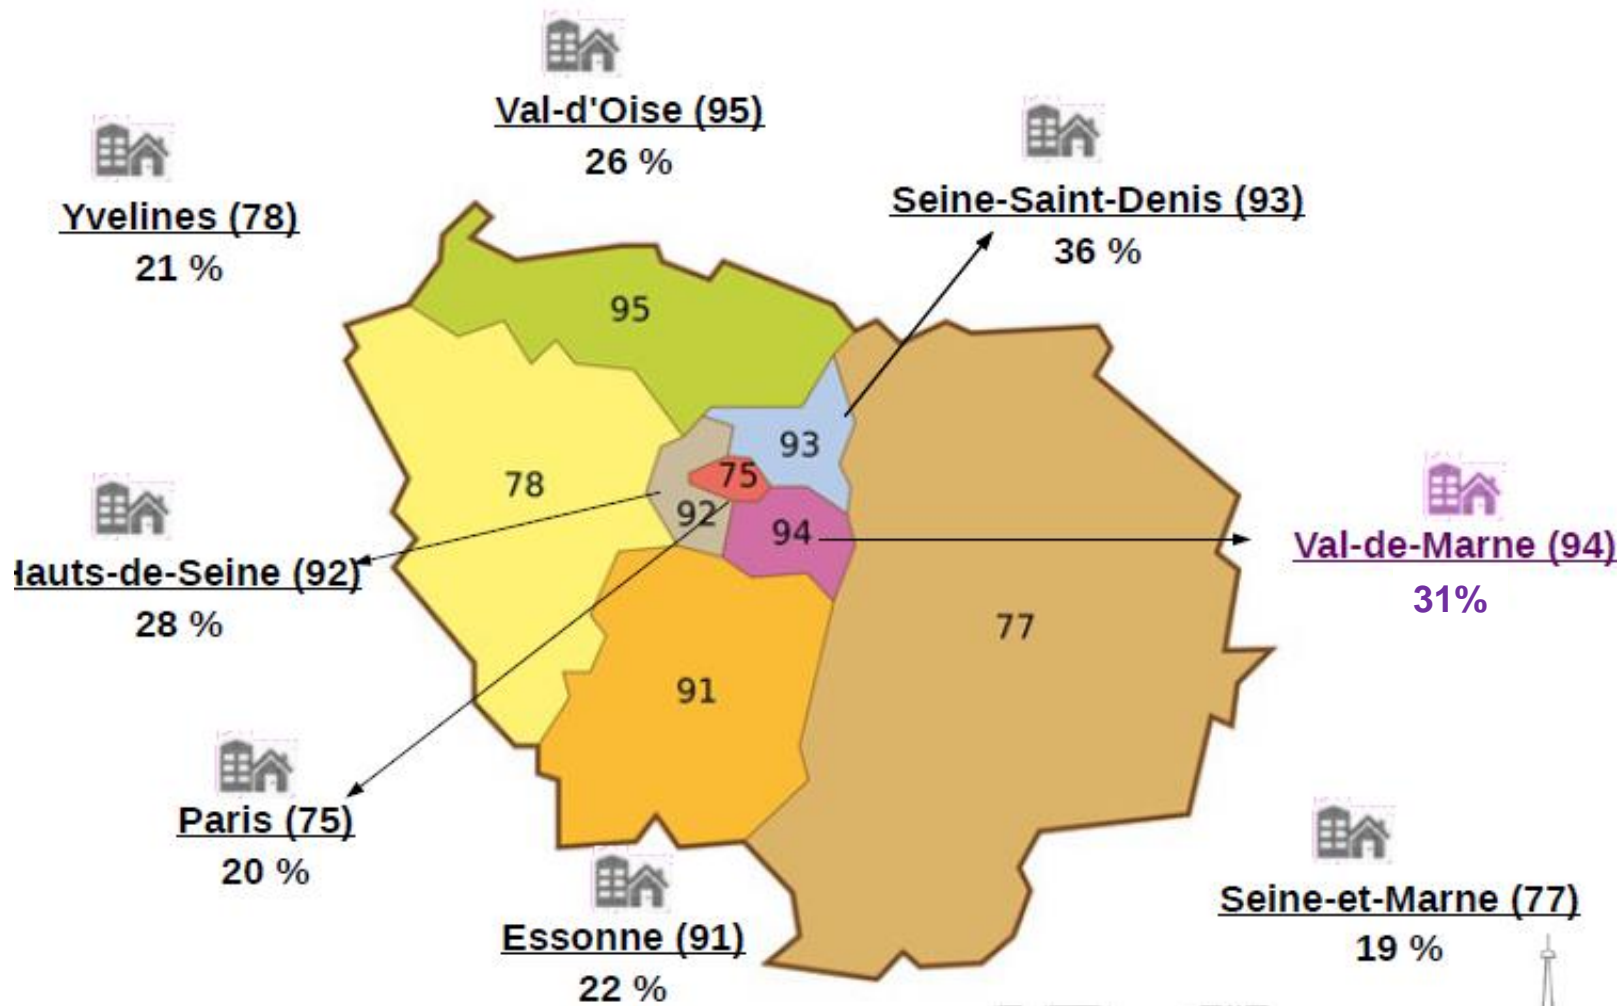 Val-d'Oise (95)
26 %
Yvelines (78)
21 %
Seine-Saint-Denis (93)
36 %
95
93
75
78
92
94
Hauts-de-Seine (92)
28 %
Val-de-Marne (94)
31%
77
91
Paris (75)
20 %
Essonne (91)
22 %
Seine-et-Marne (77)
19 %